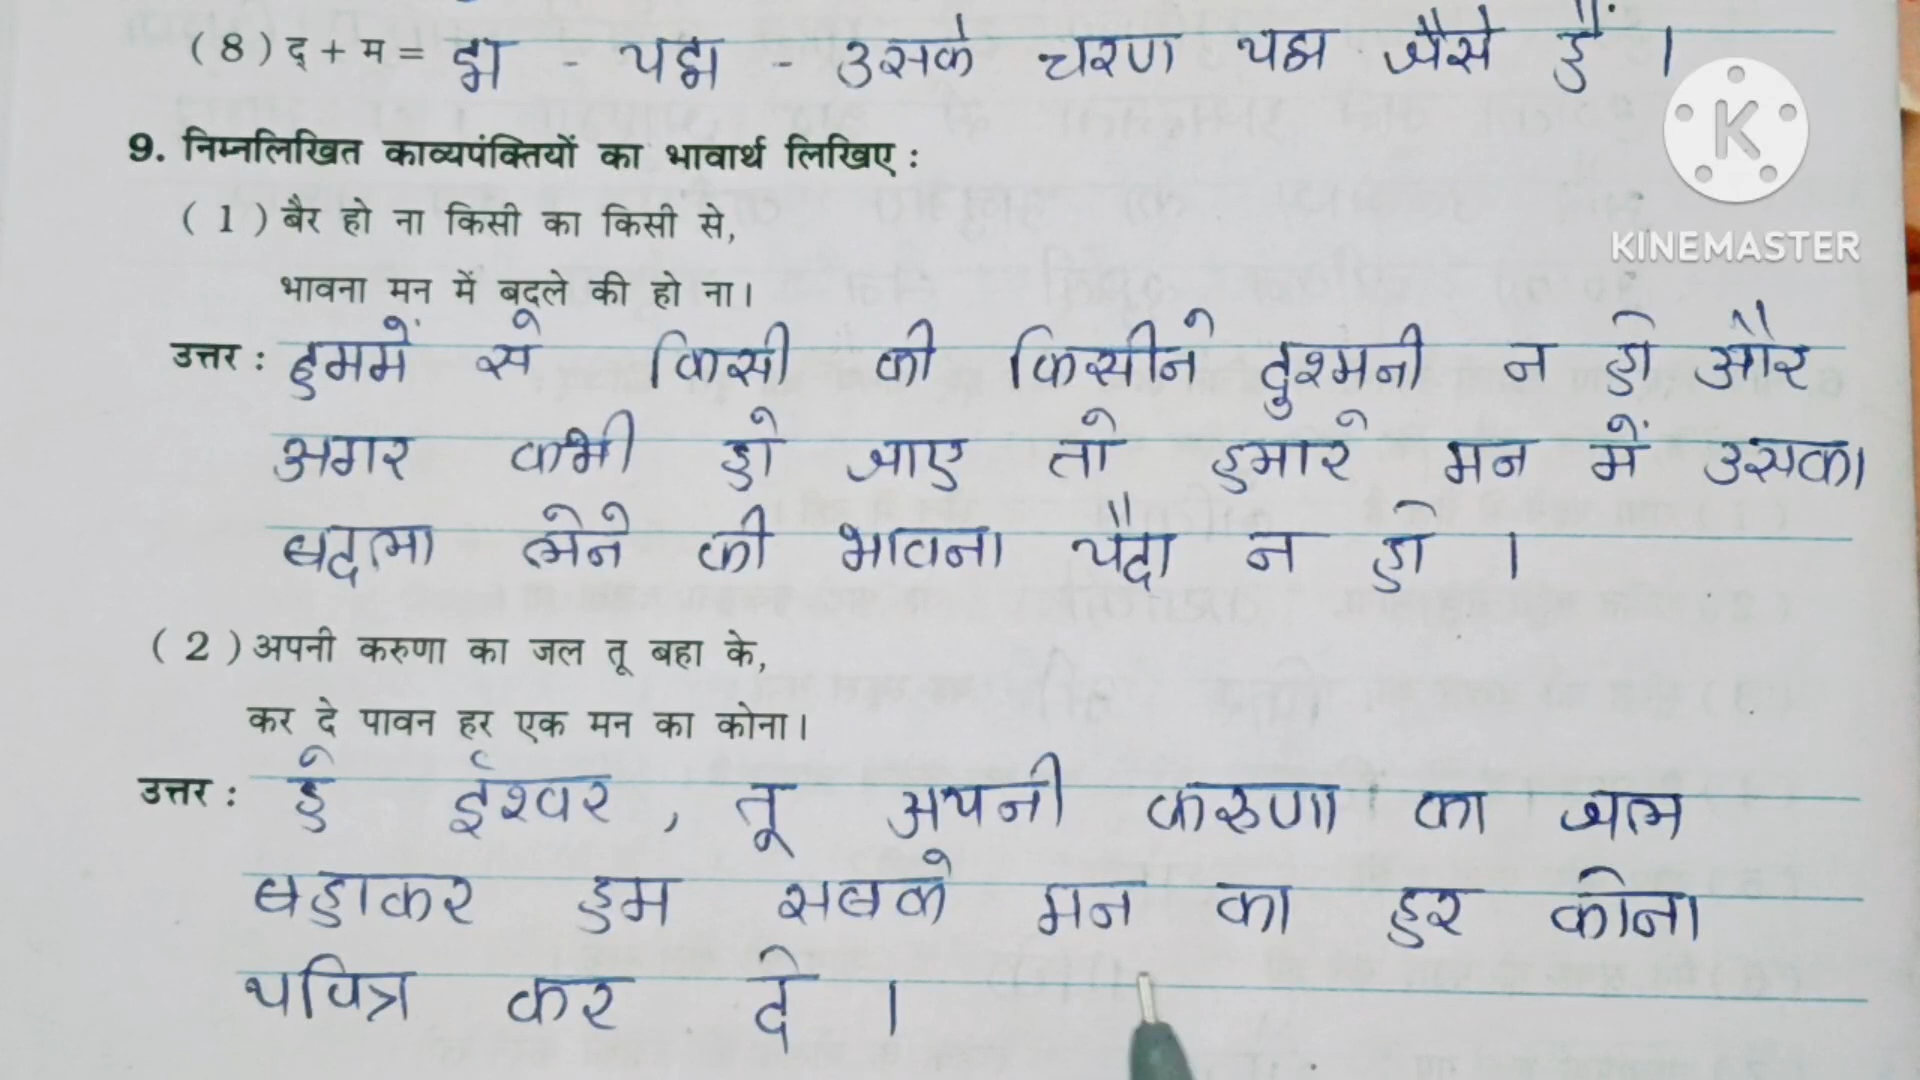 (8) द् + म = द्म - पद्म - उसके चरण पद्म जैसे हैं ।
9. निम्नलिखित काव्यपंक्तियों का भावार्थ लिखिए :
(1) बैर हो ना किसी का किसी से,
भावना मन में बदले की हो ना।
उत्तर : हममें से किसी की किसीने दुश्मनी न हो और
अगर कभी हो जाए तो हमारे मन में उसका
बदला लेने की भावना पैदा न हो ।
(2) अपनी करुणा का जल तू बहा के,
कर दे पावन हर एक मन का कोना।
उत्तर : हे ईश्वर, तू अपनी करुणा का जल
बहाकर हम सबके मन का हर कोना
पवित्र कर दे ।
K
KINEMASTER